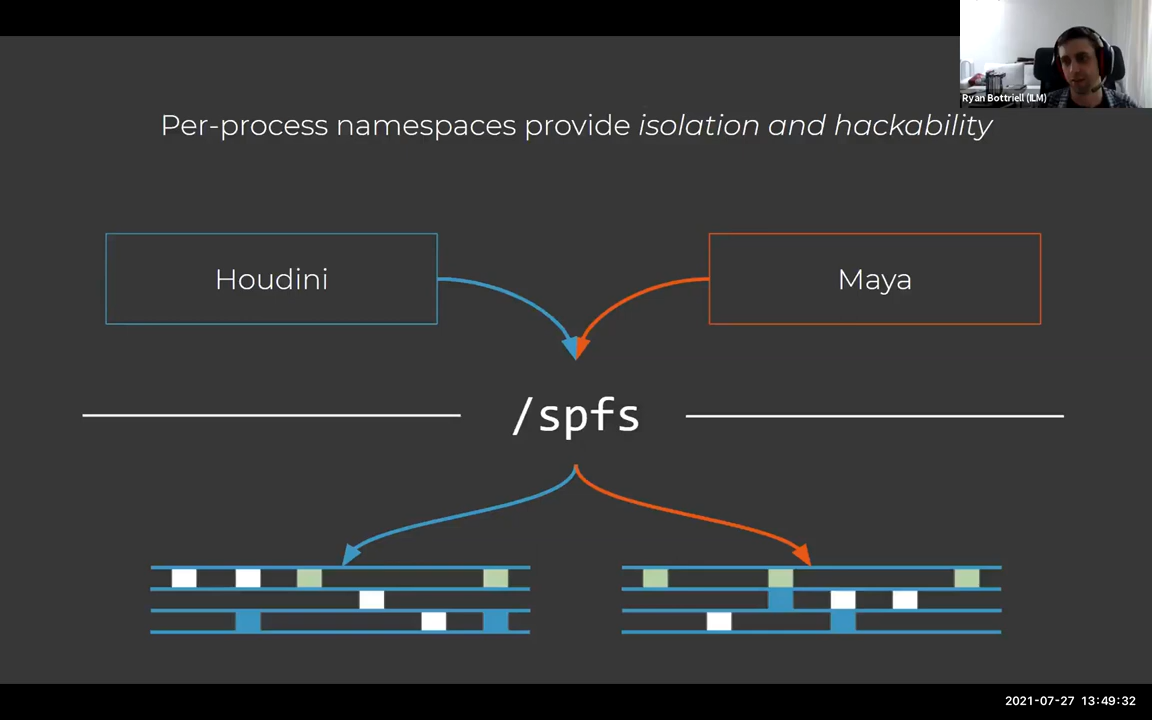 Ryan Bottriell (ILM)
Per-process namespaces provide isolation and hackability
Houdini
Maya
/spfs
2021-07-27 13:49:32